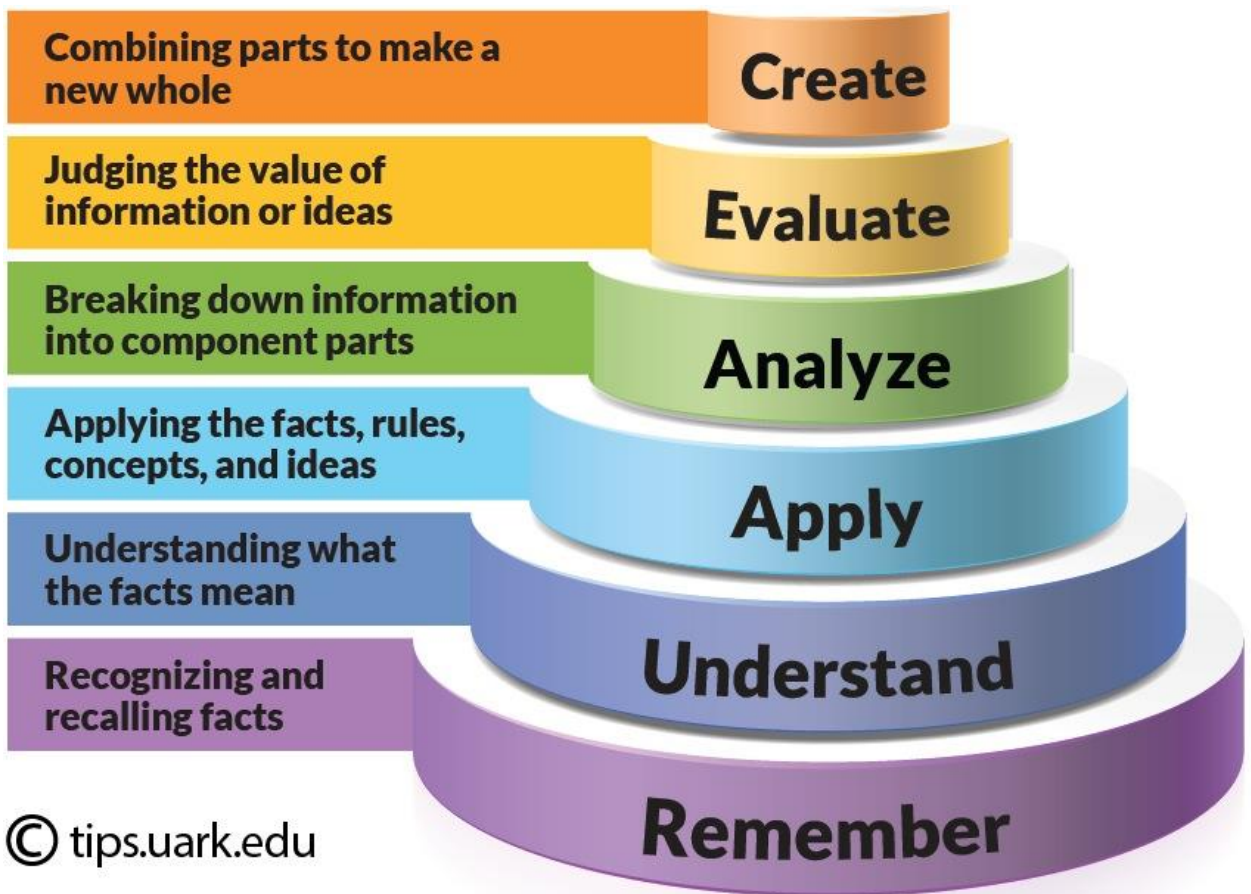 Combining parts to make a
new whole
Create
Judging the value of
information or ideas
Evaluate
Breaking down information
into component parts
Analyze
Applying the facts, rules,
concepts, and ideas
Apply
Understanding what
the facts mean
Understand
Recognizing and
recalling facts
Remember
© tips.uark.edu